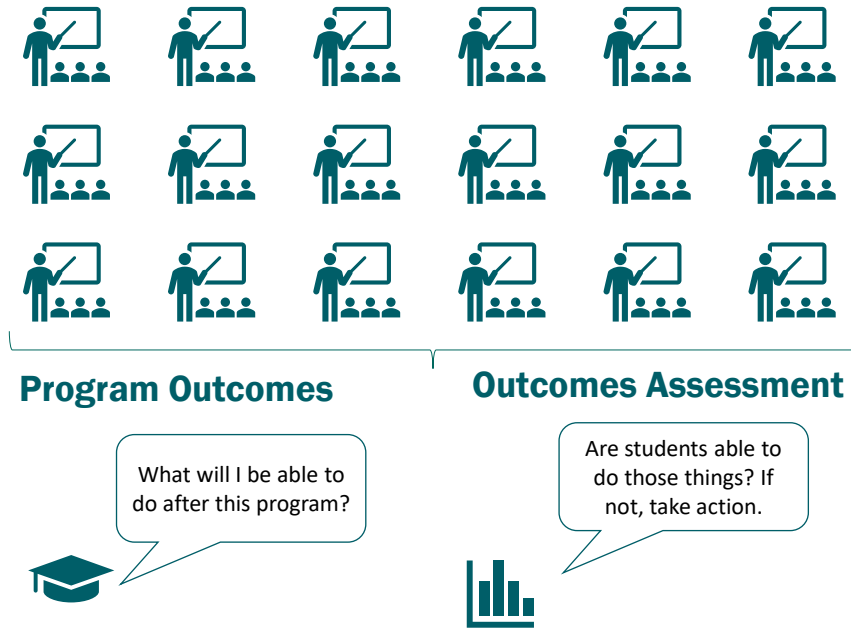 Program Outcomes
Outcomes Assessment
What will I be able to
do after this program?
Are students able to
do those things? If
not, take action.